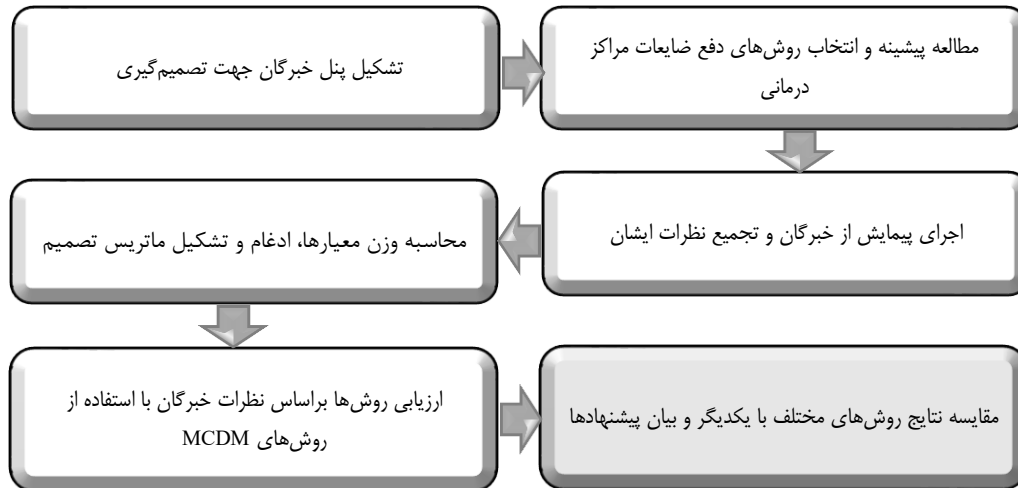 تشکیل پنل خبرگان جهت تصمیم‌گیری
مطالعه پیشینه و انتخاب روش‌های دفع ضایعات مراکز
درمانی
اجرای پیمایش از خبرگان و تجمیع نظرات ایشان
محاسبه وزن معیارها، ادغام و تشکیل ماتریس تصمیم
ارزیابی روش‌ها براساس نظرات خبرگان با استفاده از
روش‌های MCDM
مقایسه نتایج روش‌های مختلف با یکدیگر و بیان پیشنهادها